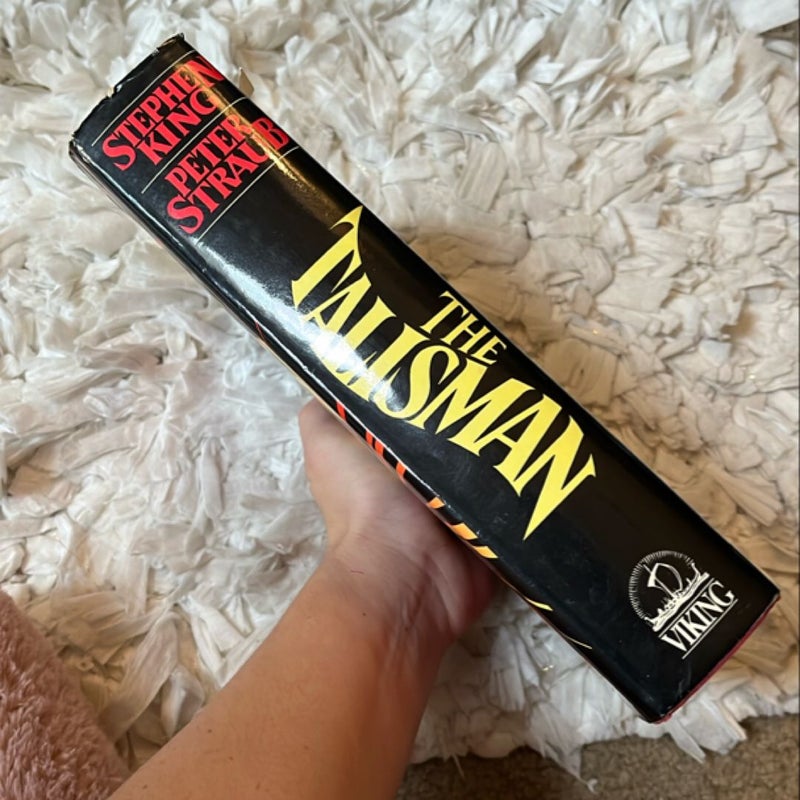 STEPHEN
KING
PETER
STRAUB
THE
TALISMAN
VIKING